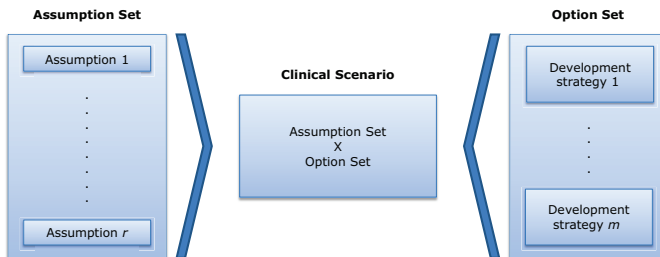 Assumption Set
Assumption 1
.
.
.
.
.
.
.
.
Assumption r
Clinical Scenario
Assumption Set
X
Option Set
Option Set
Development
strategy 1
.
.
.
.
Development
strategy m